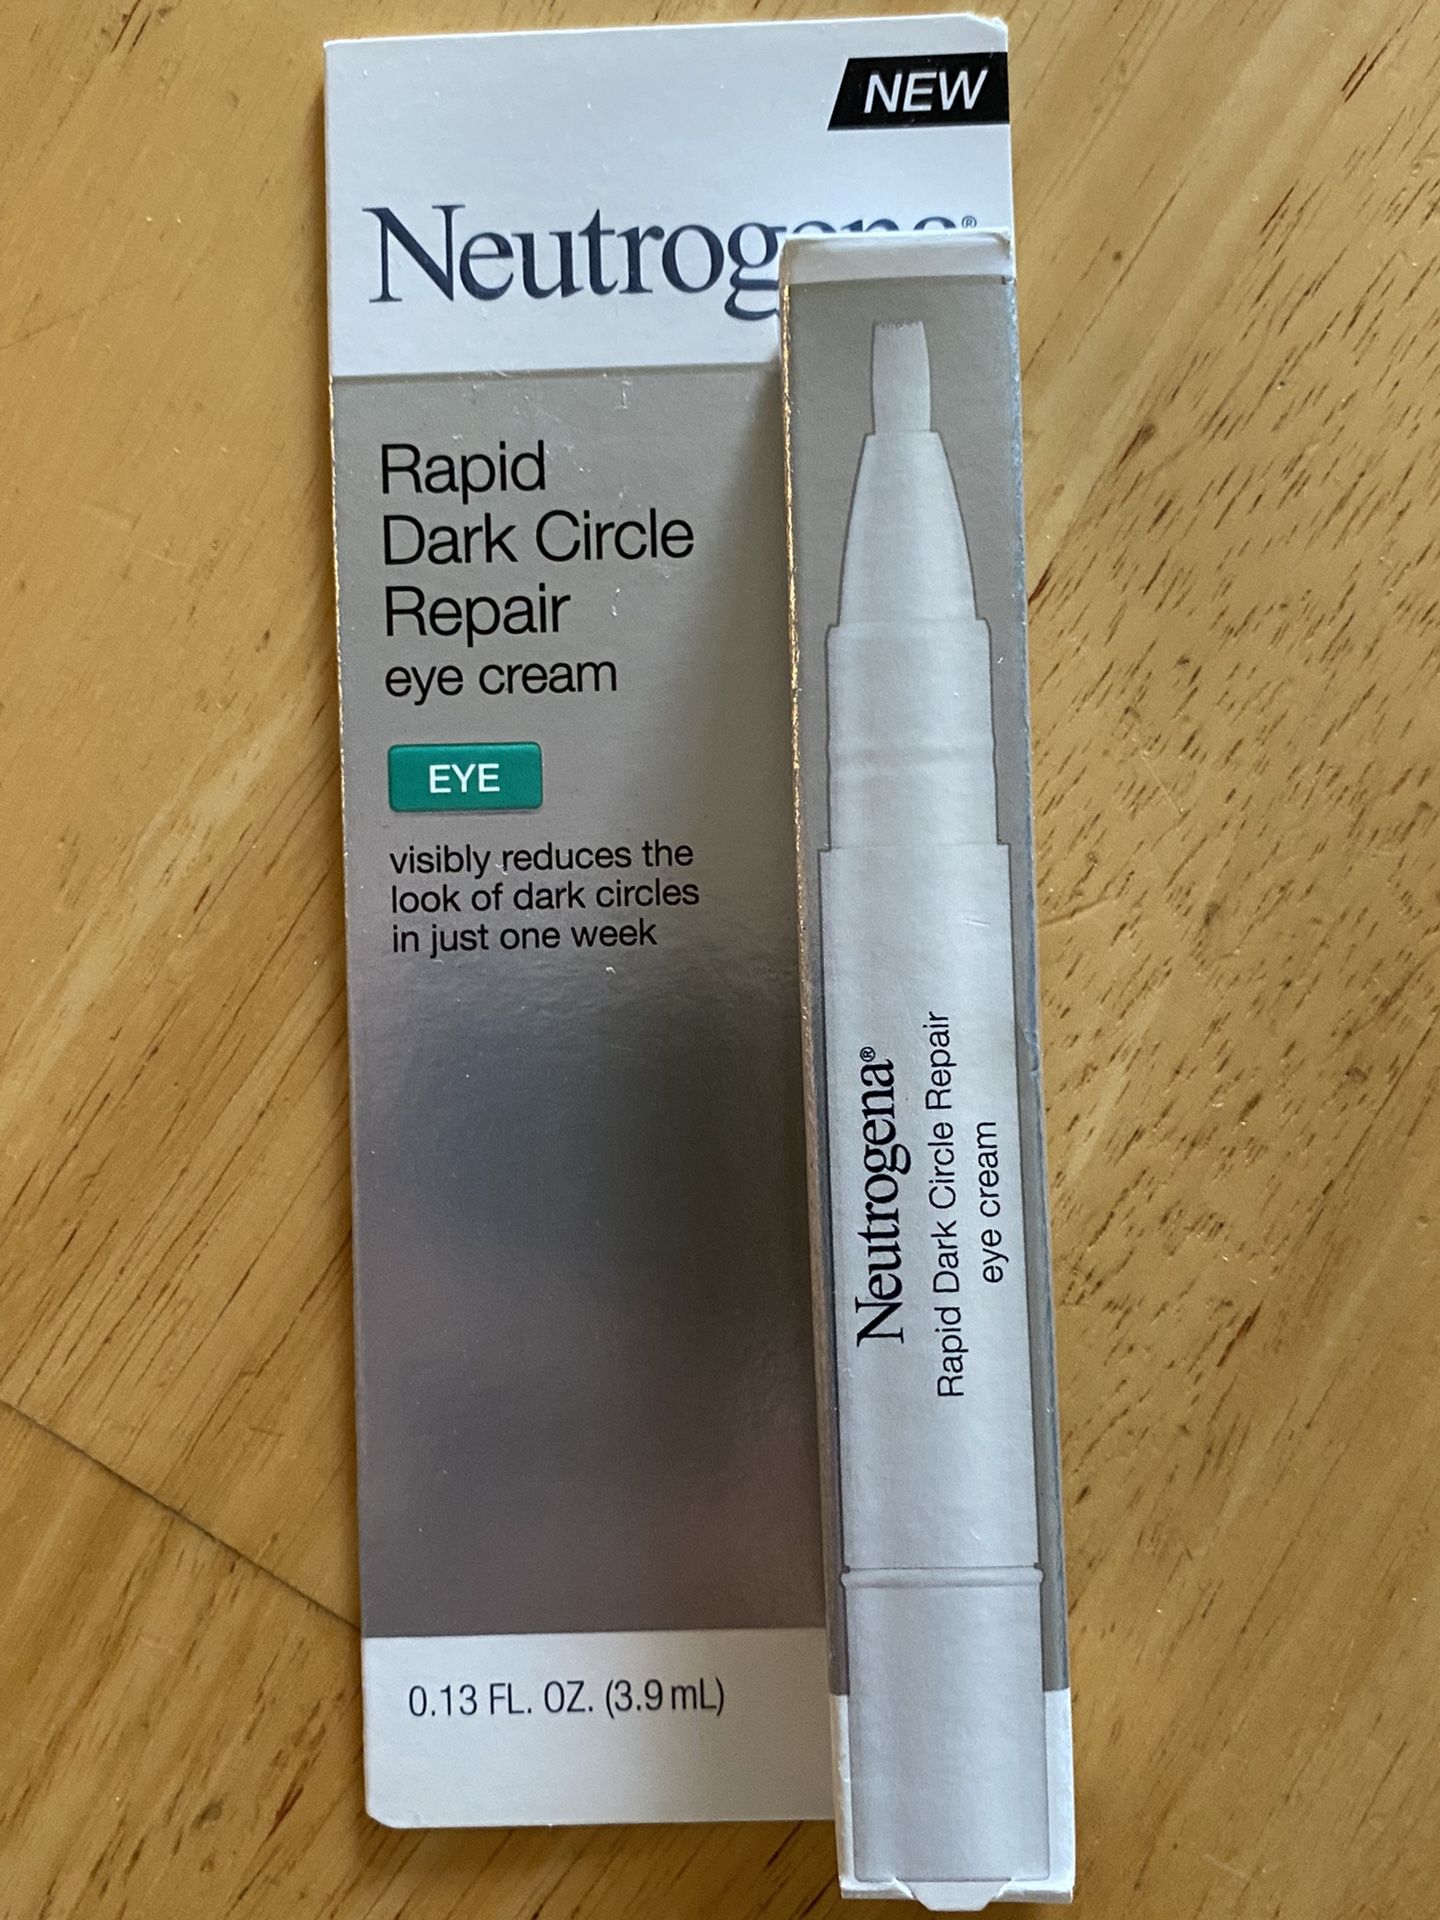 NEW
Neutrogena®
Rapid
Dark Circle
Repair
eye cream
EYE
visibly reduces the
look of dark circles
in just one week
0.13 FL. OZ. (3.9 mL)
Neutrogena®
Rapid Dark Circle Repair
eye cream